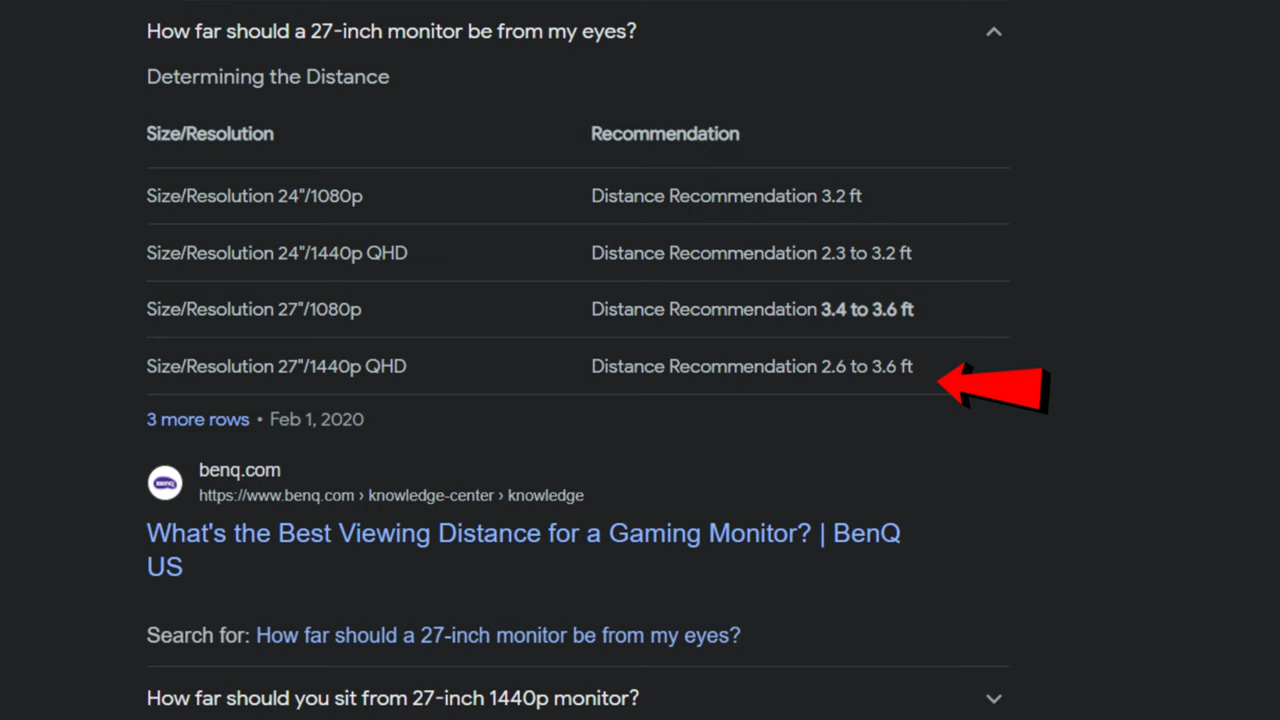 How far should a 27-inch monitor be from my eyes?
Determining the Distance
Size/Resolution Recommendation
Size/Resolution 24"/1080p Distance Recommendation 3.2 ft
Size/Resolution 24"/1440p QHD Distance Recommendation 2.3 to 3.2 ft
Size/Resolution 27"/1080p Distance Recommendation 3.4 to 3.6 ft
Size/Resolution 27"/1440p QHD Distance Recommendation 2.6 to 3.6 ft
3 more rows • Feb 1, 2020
BenQ
benq.com
https://www.benq.com › knowledge-center › knowledge
What's the Best Viewing Distance for a Gaming Monitor? | BenQ
US
Search for: How far should a 27-inch monitor be from my eyes?
How far should you sit from 27-inch 1440p monitor?